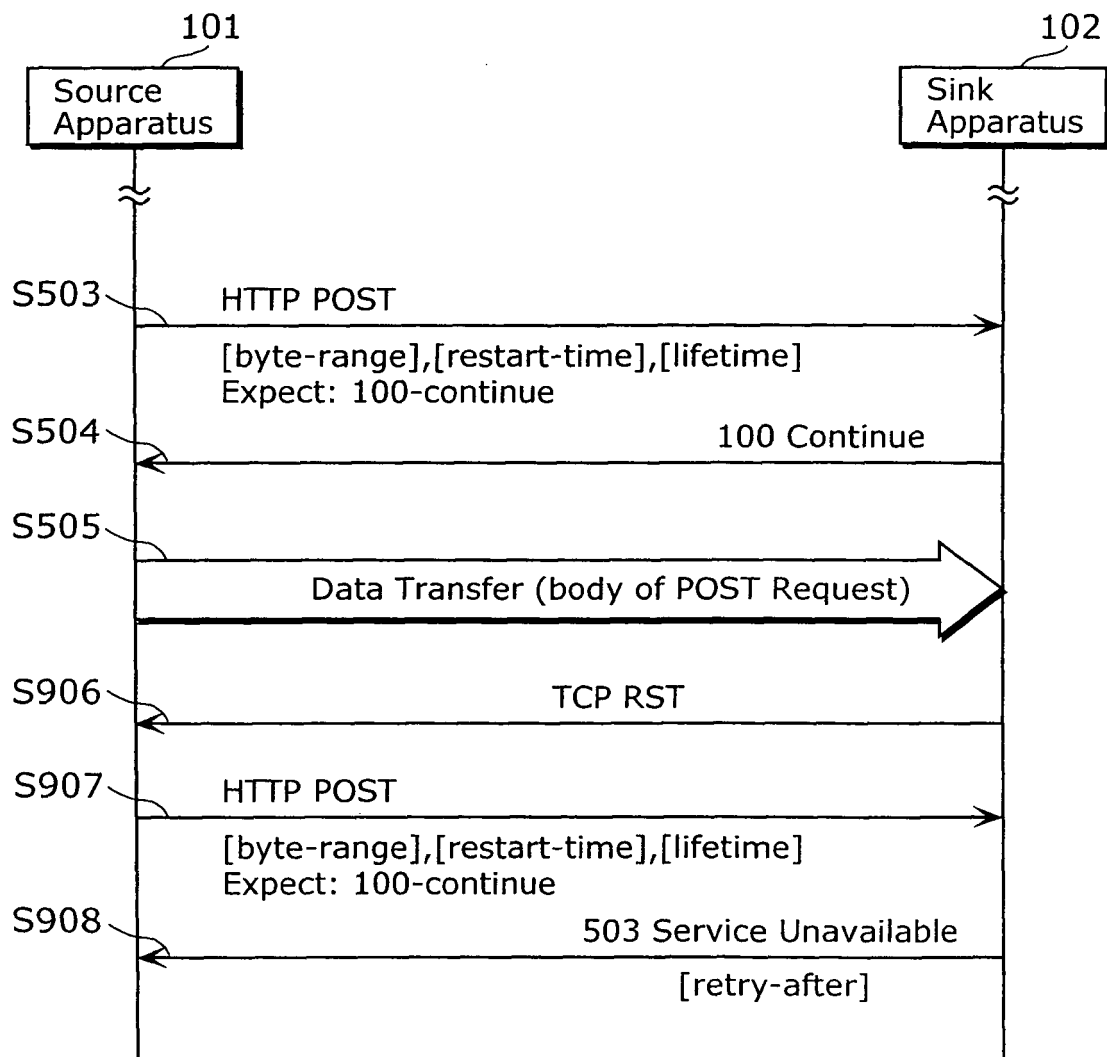 101
102
Source
Apparatus
Sink
Apparatus
S503
HTTP POST
[byte-range],[restart-time],[lifetime]
Expect: 100-continue
S504
100 Continue
S505
Data Transfer (body of POST Request)
S906
TCP RST
S907
HTTP POST
[byte-range],[restart-time],[lifetime]
Expect: 100-continue
S908
503 Service Unavailable
[retry-after]